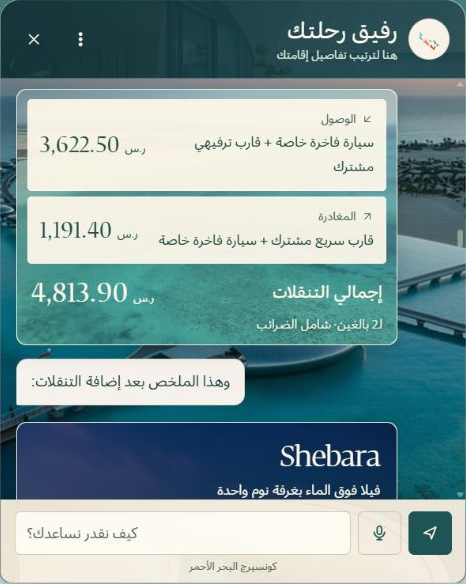 رفيق رحلتك
هنا لترتيب تفاصيل إقامتك
الوصول
سيارة فاخرة خاصة + قارب ترفيهي
مشترك
3,622.50 ر.س
المغادرة
قارب سريع مشترك + سيارة فاخرة خاصة
1,191.40 ر.س
إجمالي التنقلات
4,813.90 ر.س
لـ2 بالغين· شامل الضرائب
وهذا الملخص بعد إضافة التنقلات:
Shebara
فيلا فوق الماء بغرفة نوم واحدة
كيف نقدر نساعدك؟
كونسيرج البحر الأحمر